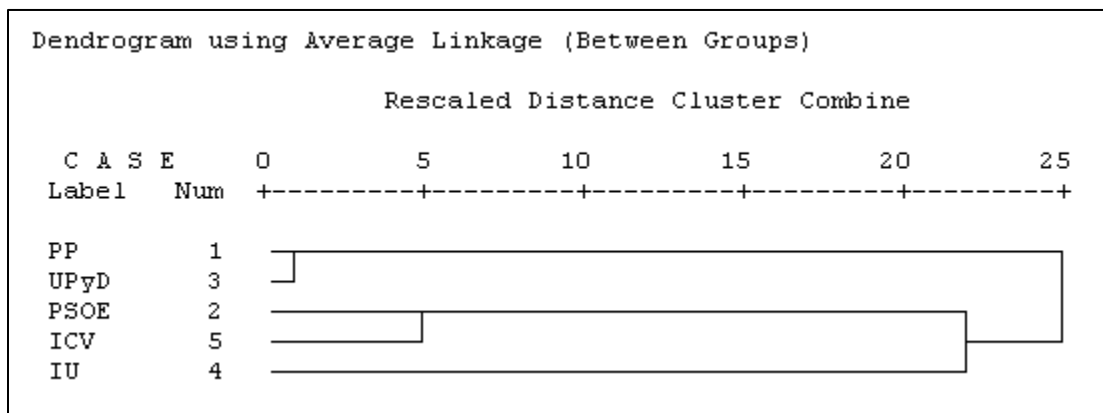 Dendrogram using Average Linkage (Between Groups)
Rescaled Distance Cluster Combine
C A S E 0 5 10 15 20 25
Label Num +---------+---------+---------+---------+---------+
PP 1
UPyD 3
PSOE 2
ICV 5
IU 4